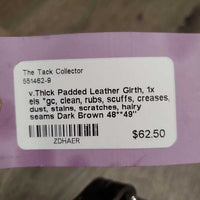 The Tack Collector
551462-9
v.Thick Padded Leather Girth, 1x
els *gc, clean, rubs, scuffs, creases,
dust, stains, scratches, hairy
seams Dark Brown 48"*49"
$62.50
ZDHAER